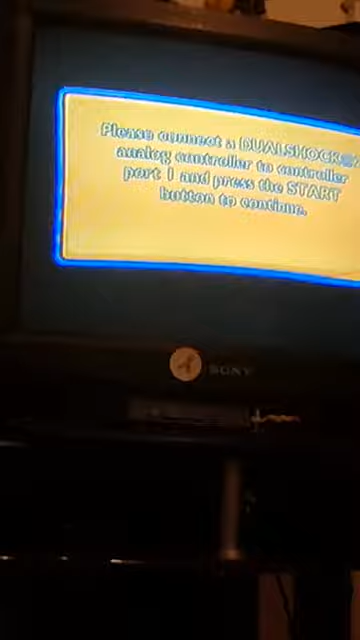 Please connect a DUALSHOCK®2
analog controller to controller
port 1 and press the START
button to continue.
SONY